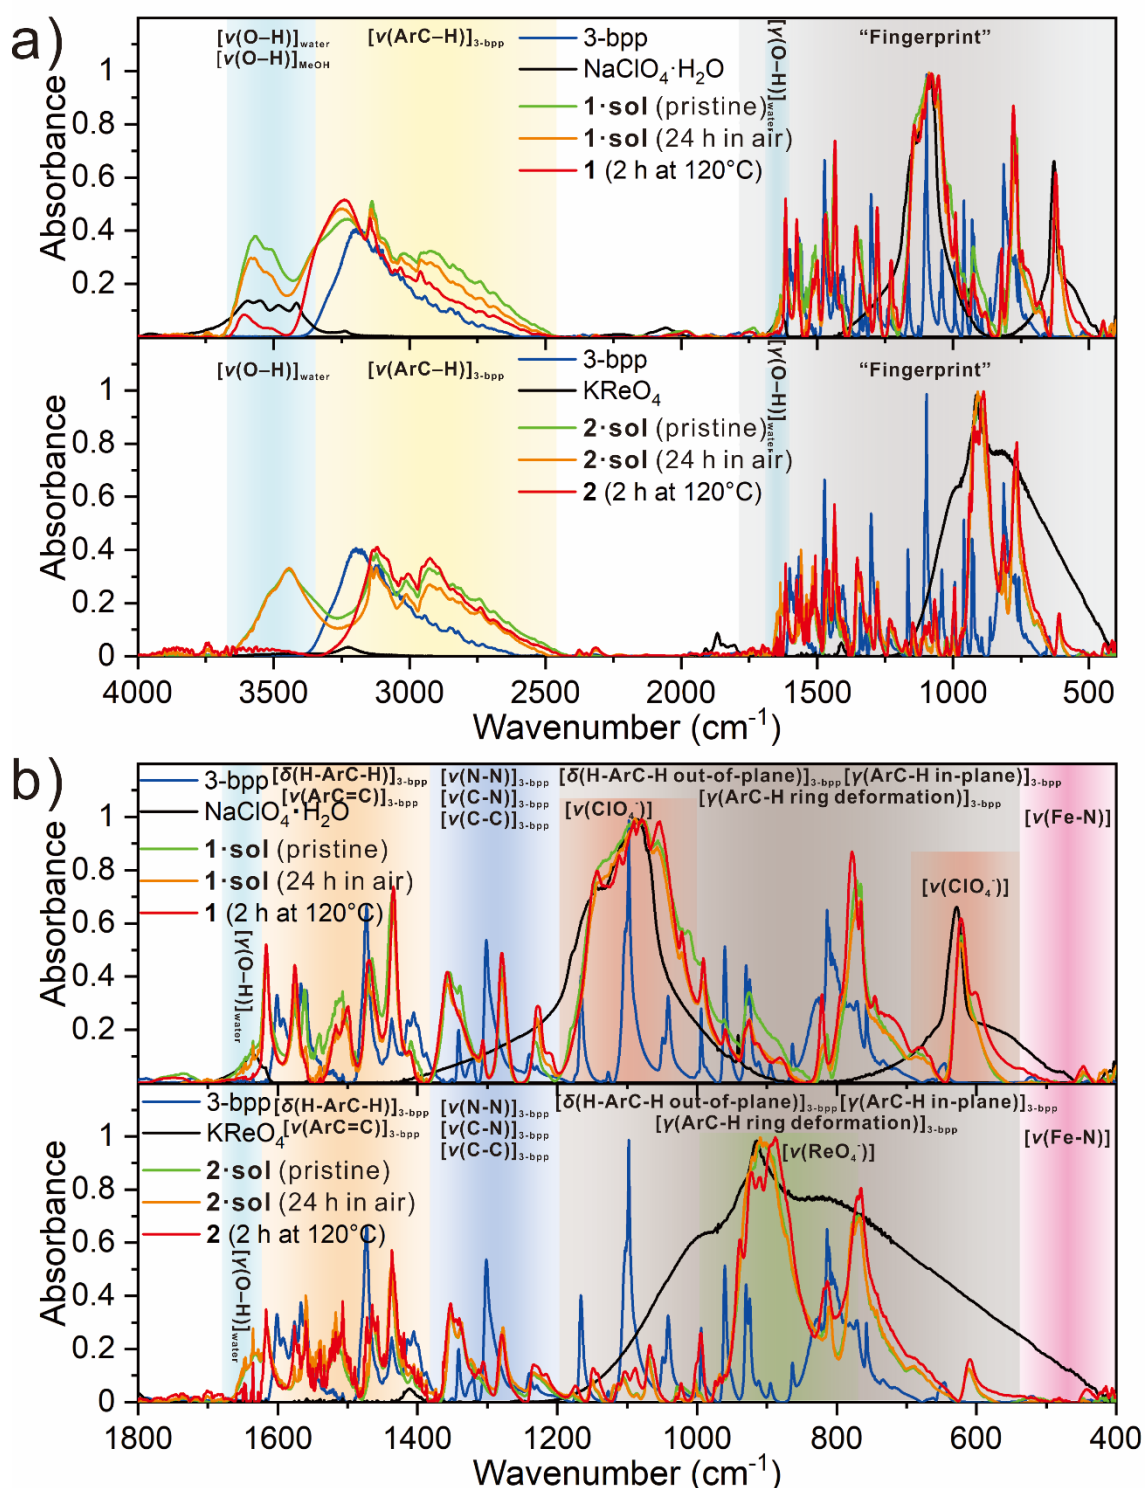 a)
[ν(O–H)]water
[ν(O–H)]MeOH
[ν(ArC–H)]3-bpp
3-bpp
NaClO4·H2O
1·sol (pristine)
1·sol (24 h in air)
1 (2 h at 120°C)
[γ(O–H)]water
“Fingerprint”
Absorbance
1
0.8
0.6
0.4
0.2
0
[ν(O–H)]water
[ν(ArC–H)]3-bpp
3-bpp
KReO4
2·sol (pristine)
2·sol (24 h in air)
2 (2 h at 120°C)
[γ(O–H)]water
“Fingerprint”
Absorbance
1
0.8
0.6
0.4
0.2
0
4000 3500 3000 2500 2000 1500 1000 500
Wavenumber (cm-1)
b)
3-bpp
NaClO4·H2O
1·sol (pristine)
1·sol (24 h in air)
1 (2 h at 120°C)
[γ(O–H)]water
[δ(H-ArC-H)]3-bpp
[ν(ArC=C)]3-bpp
[ν(N-N)]3-bpp
[ν(C-N)]3-bpp
[ν(C-C)]3-bpp
[δ(H-ArC-H out-of-plane)]3-bpp [γ(ArC-H in-plane)]3-bpp
[γ(ArC-H ring deformation)]3-bpp
[ν(ClO4-)]
[ν(Fe-N)]
[ν(ClO4-)]
Absorbance
1
0.8
0.6
0.4
0.2
3-bpp
KReO4
2·sol (pristine)
2·sol (24 h in air)
2 (2 h at 120°C)
[γ(O–H)]water
[δ(H-ArC-H)]3-bpp
[ν(ArC=C)]3-bpp
[ν(N-N)]3-bpp
[ν(C-N)]3-bpp
[ν(C-C)]3-bpp
[δ(H-ArC-H out-of-plane)]3-bpp [γ(ArC-H in-plane)]3-bpp
[γ(ArC-H ring deformation)]3-bpp
[ν(ReO4-)]
[ν(Fe-N)]
Absorbance
1
0.8
0.6
0.4
0.2
0
1800 1600 1400 1200 1000 800 600 400
Wavenumber (cm-1)